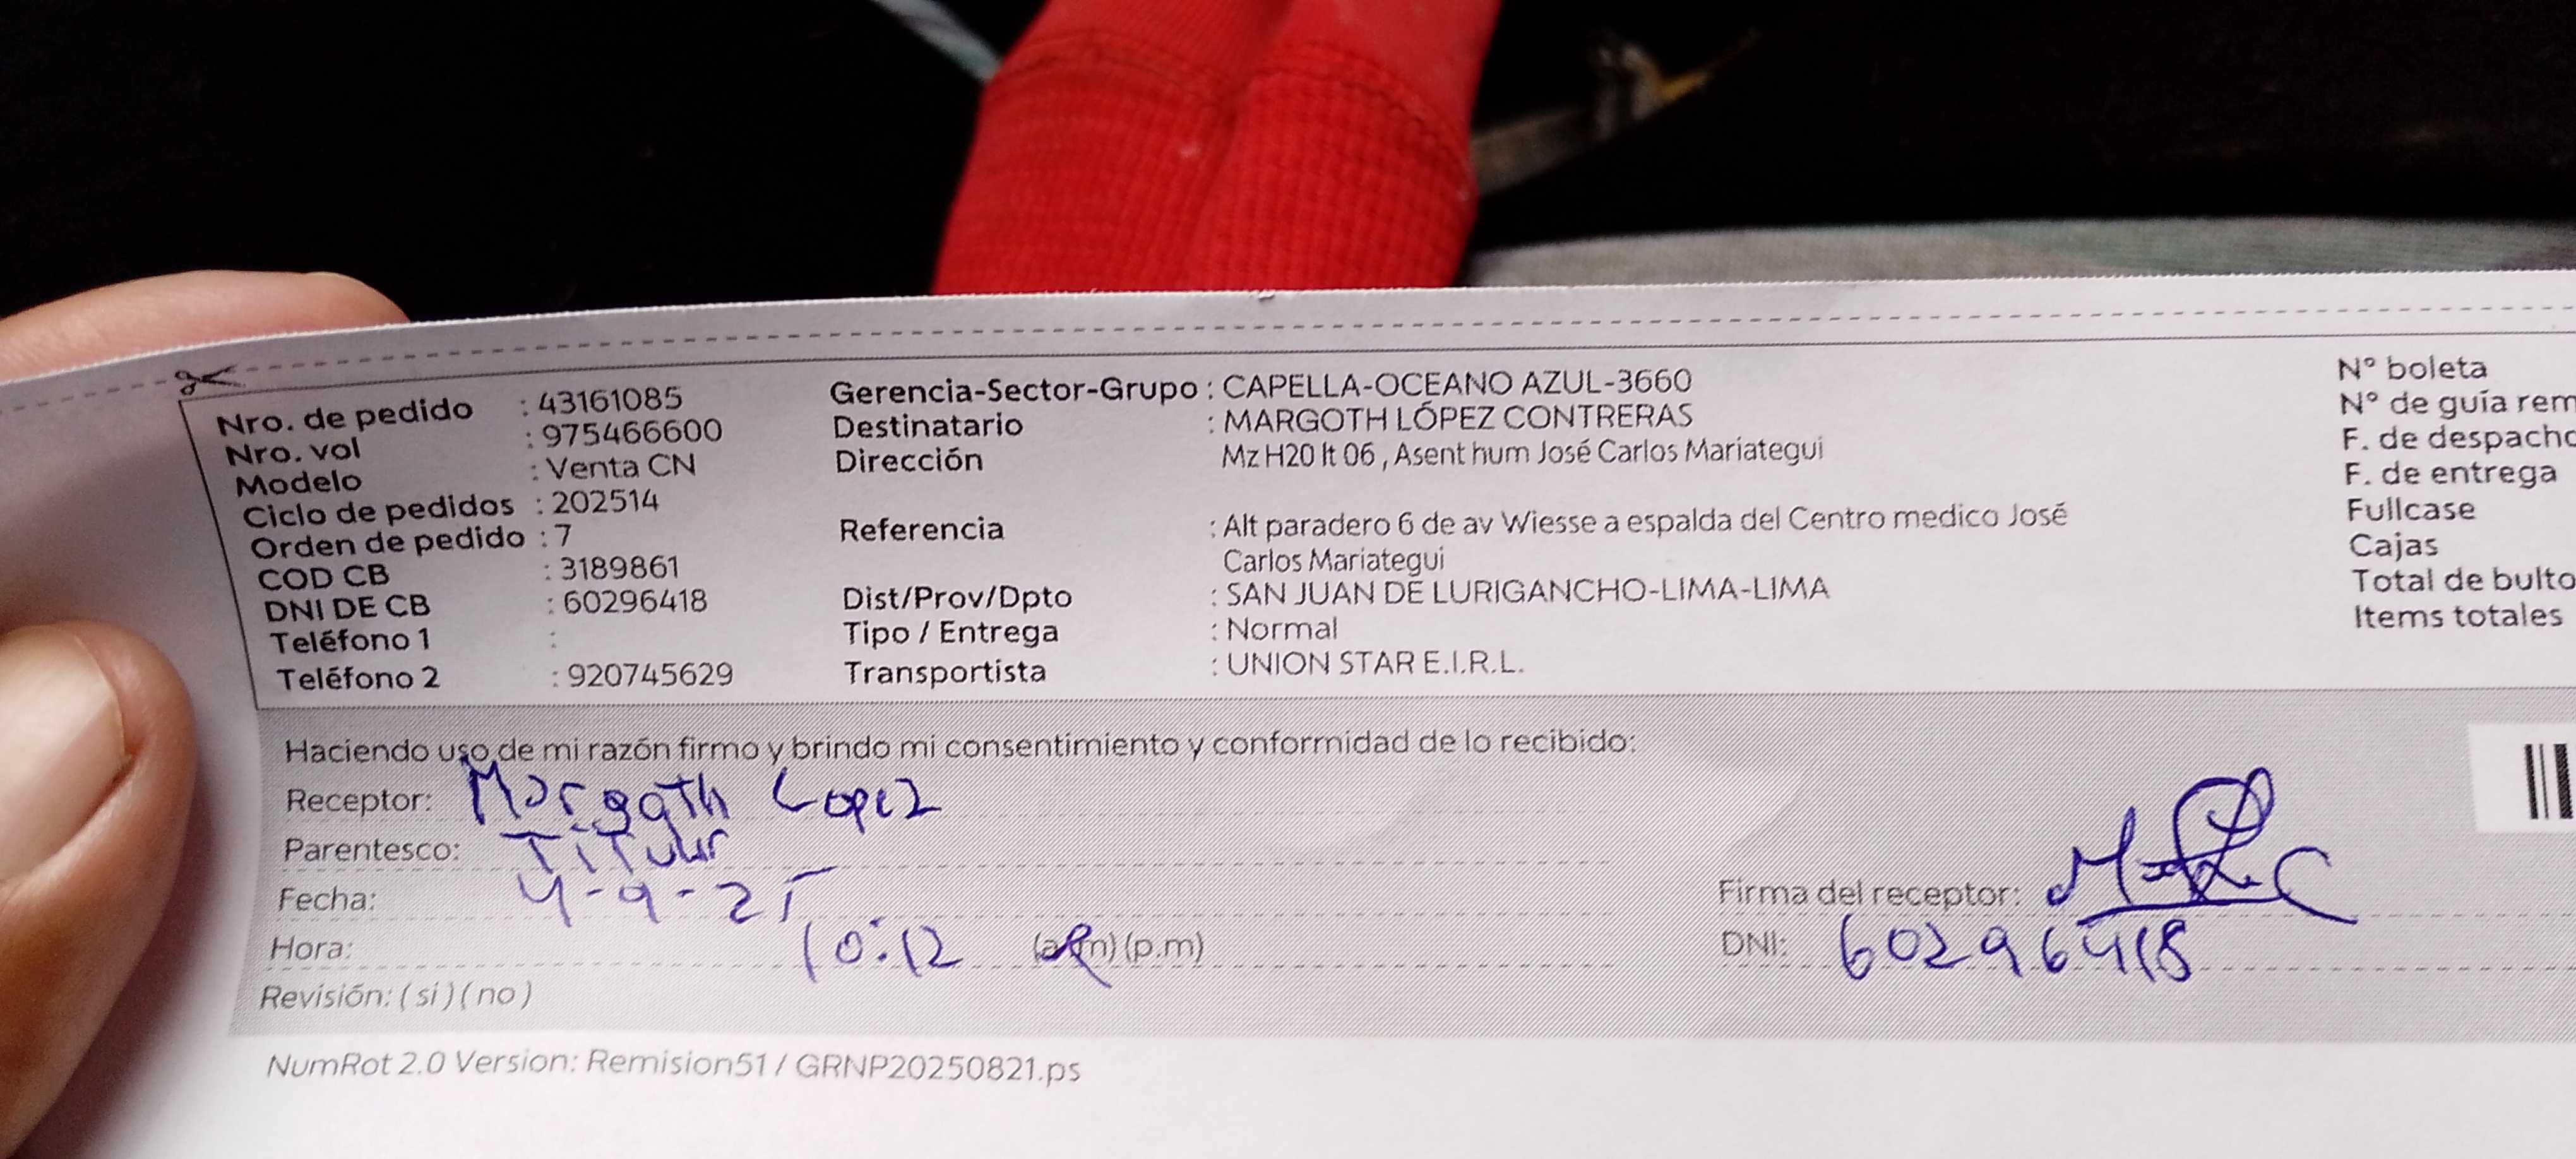 Nro. de pedido : 43161085
Nro. vol : 975466600
Modelo : Venta CN
Ciclo de pedidos : 202514
Orden de pedido : 7
COD CB : 3189861
DNI DE CB : 60296418
Teléfono 1 :
Teléfono 2 : 920745629
Gerencia-Sector-Grupo : CAPELLA-OCEANO AZUL-3660
Destinatario : MARGOTH LÓPEZ CONTRERAS
Dirección Mz H20 lt 06 , Asent hum José Carlos Mariategui
Referencia : Alt paradero 6 de av Wiesse a espalda del Centro medico José
Carlos Mariategui
Dist/Prov/Dpto : SAN JUAN DE LURIGANCHO-LIMA-LIMA
Tipo / Entrega : Normal
Transportista : UNION STAR E.I.R.L.
N° boleta
N° de guía rem
F. de despacho
F. de entrega
Fullcase
Cajas
Total de bulto
Items totales
Haciendo uso de mi razón firmo y brindo mi consentimiento y conformidad de lo recibido:
Receptor: Margoth Lopez
Parentesco: Titular
Fecha: 4-9-25
Hora: 10:12 (a.m) (p.m)
Revisión: ( si ) ( no )
Firma del receptor:
DNI: 60296418
NumRot 2.0 Version: Remision51 / GRNP20250821.ps